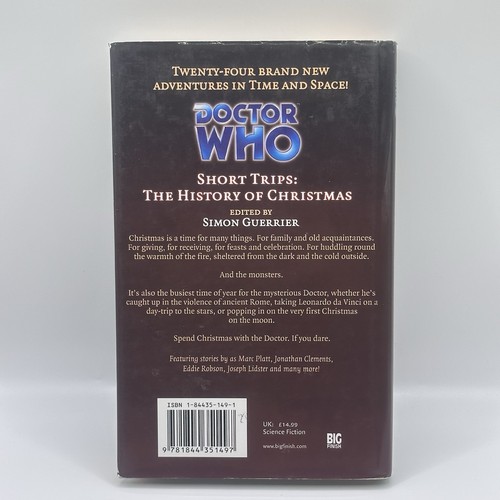 TWENTY-FOUR BRAND NEW
ADVENTURES IN TIME AND SPACE!
DOCTOR
WHO
SHORT TRIPS:
THE HISTORY OF CHRISTMAS
EDITED BY
SIMON GUERRIER
Christmas is a time for many things. For family and old acquaintances.
For giving, for receiving, for feasts and celebration. For huddling round
the warmth of the fire, sheltered from the dark and the cold outside.
And the monsters.
It's also the busiest time of year for the mysterious Doctor, whether he's
caught up in the violence of ancient Rome, taking Leonardo da Vinci on a
day-trip to the stars, or popping in on the very first Christmas
on the moon.
Spend Christmas with the Doctor. If you dare.
Featuring stories by as Marc Platt, Jonathan Clements,
Eddie Robson, Joseph Lidster and many more!
ISBN 1-84435-149-1
9 781844 351497
UK: £14.99
Science Fiction
www.bigfinish.com
BIG
FINISH